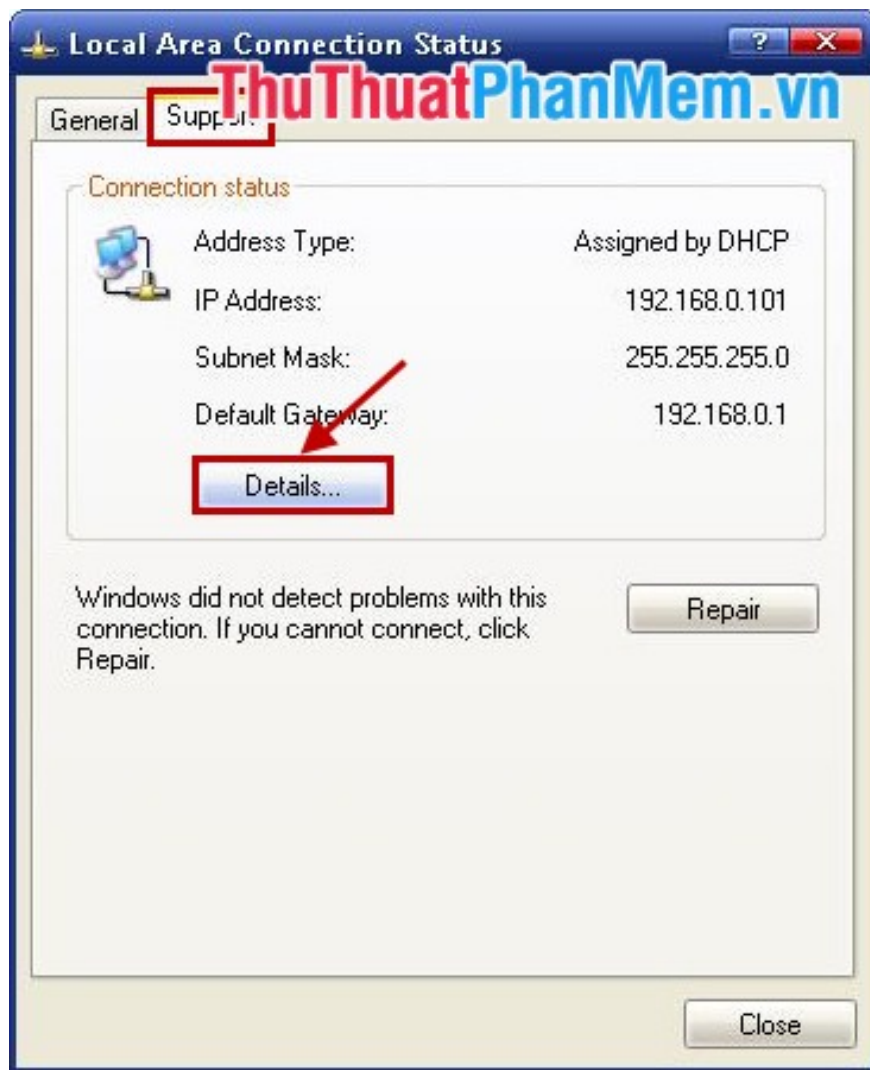 Local Area Connection Status
ThuThuatPhanMem.vn
General Support
Connection status
Address Type: Assigned by DHCP
IP Address: 192.168.0.101
Subnet Mask: 255.255.255.0
Default Gateway: 192.168.0.1
Details...
Windows did not detect problems with this
connection. If you cannot connect, click
Repair.
Repair
Close